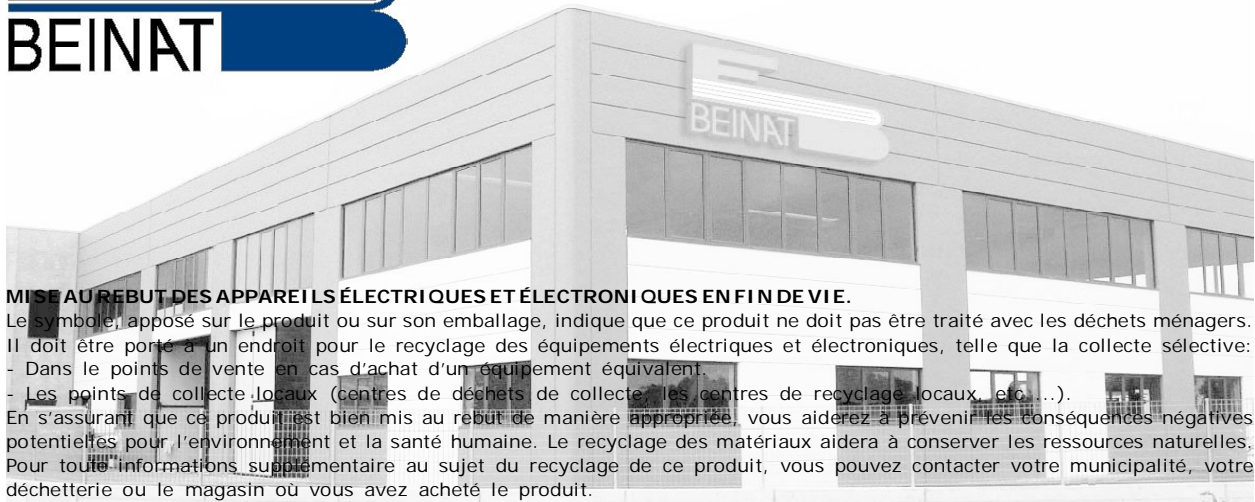 BEINAT
BEINAT
MISE AU REBUT DES APPAREILS ÉLECTRIQUES ET ÉLECTRONIQUES EN FIN DE VIE.
Le symbole, apposé sur le produit ou sur son emballage, indique que ce produit ne doit pas être traité avec les déchets ménagers.
Il doit être porté à un endroit pour le recyclage des équipements électriques et électroniques, telle que la collecte sélective:
- Dans le points de vente en cas d'achat d'un équipement équivalent.
- Les points de collecte locaux (centres de déchets de collecte, les centres de recyclage locaux, etc ...).
En s'assurant que ce produit est bien mis au rebut de manière appropriée, vous aiderez à prévenir les conséquences négatives
potentielles pour l'environnement et la santé humaine. Le recyclage des matériaux aidera à conserver les ressources naturelles.
Pour toute informations supplémentaire au sujet du recyclage de ce produit, vous pouvez contacter votre municipalité, votre
déchetterie ou le magasin où vous avez acheté le produit.